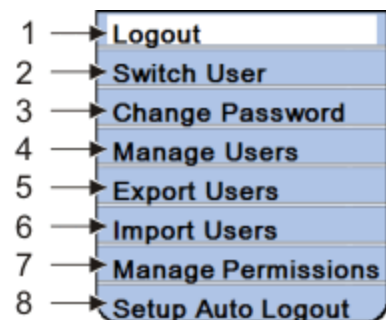 1 Logout
2 Switch User
3 Change Password
4 Manage Users
5 Export Users
6 Import Users
7 Manage Permissions
8 Setup Auto Logout